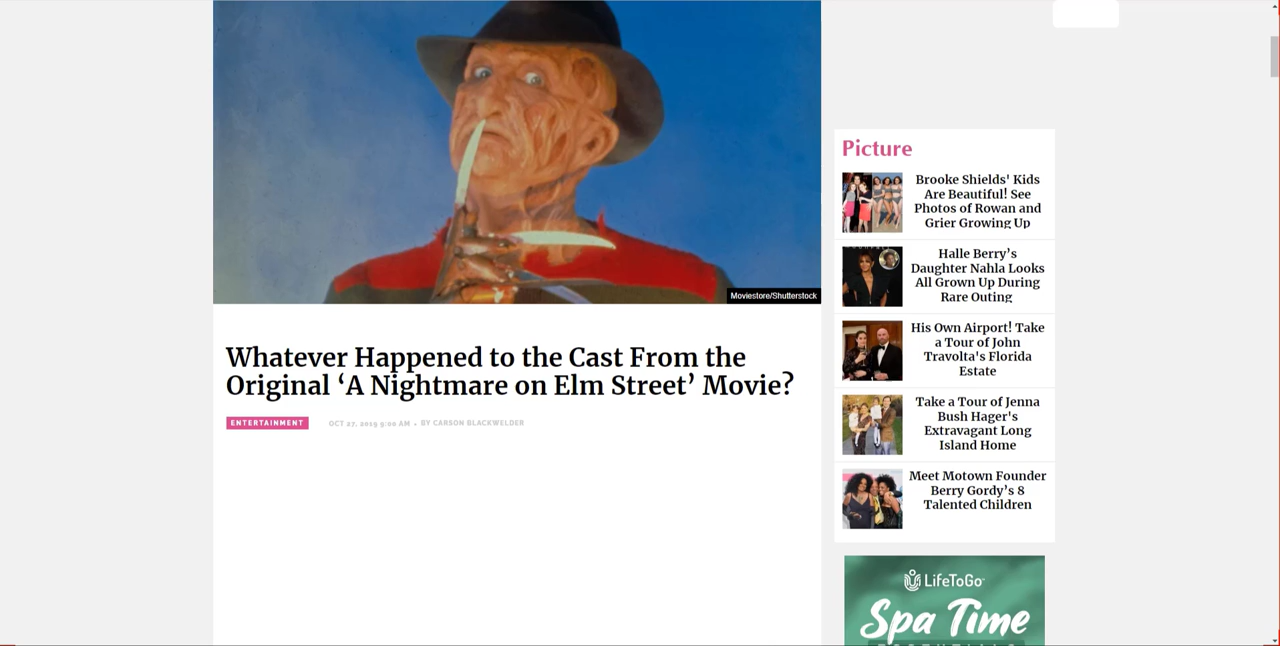 Moviestore/Shutterstock
Whatever Happened to the Cast From the
Original ‘A Nightmare on Elm Street’ Movie?
ENTERTAINMENT
OCT 27, 2019 9:00 AM • BY CARSON BLACKWELDER
Picture
Brooke Shields' Kids
Are Beautiful! See
Photos of Rowan and
Grier Growing Up
Halle Berry’s
Daughter Nahla Looks
All Grown Up During
Rare Outing
His Own Airport! Take
a Tour of John
Travolta's Florida
Estate
Take a Tour of Jenna
Bush Hager's
Extravagant Long
Island Home
Meet Motown Founder
Berry Gordy’s 8
Talented Children
LifeToGo
Spa Time